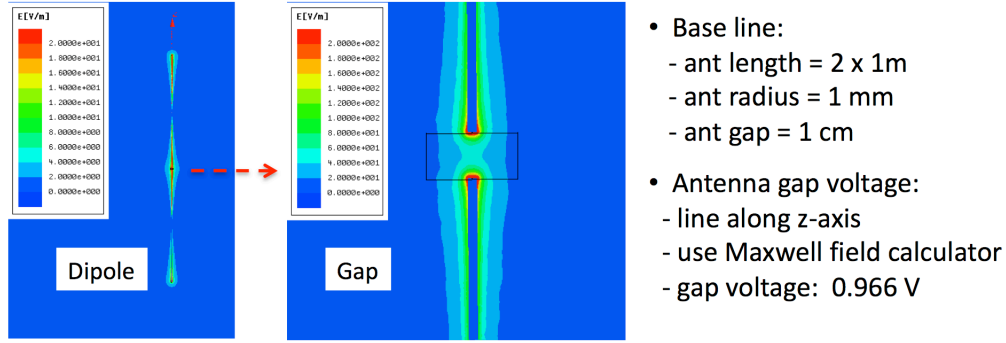 E[V/m]
2.0000e+001
1.8000e+001
1.6000e+001
1.4000e+001
1.2000e+001
1.0000e+001
8.0000e+000
6.0000e+000
4.0000e+000
2.0000e+000
0.0000e+000
Dipole
E[V/m]
2.0000e+002
1.8000e+002
1.6000e+002
1.4000e+002
1.2000e+002
1.0000e+002
8.0000e+001
6.0000e+001
4.0000e+001
2.0000e+001
0.0000e+000
Gap
• Base line:
- ant length = 2 x 1m
- ant radius = 1 mm
- ant gap = 1 cm
• Antenna gap voltage:
- line along z-axis
- use Maxwell field calculator
- gap voltage: 0.966 V